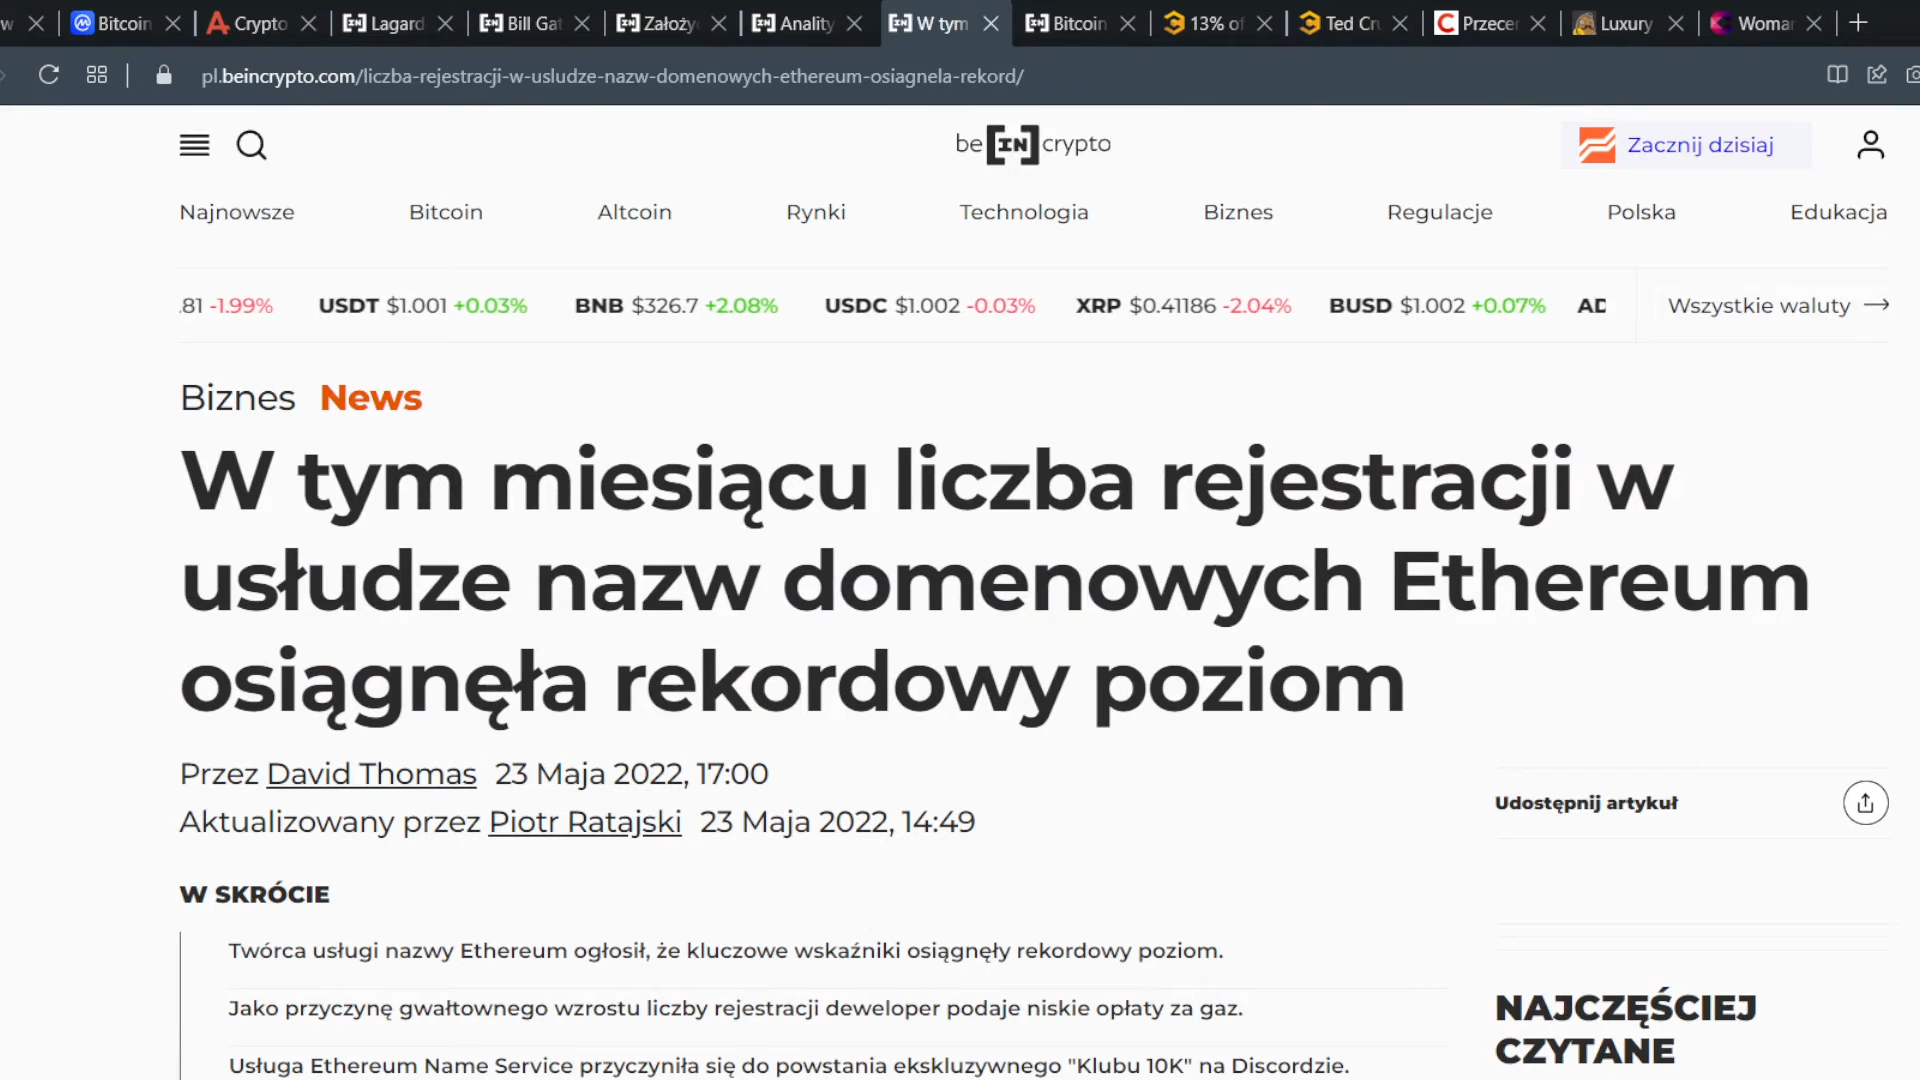 w Bitcoin Crypto Lagard Bill Gat Założy Anality W tym Bitcoin 13% of Ted Cru Przecen Luxury Woman
pl.beincrypto.com/liczba-rejestracji-w-usludze-nazw-domenowych-ethereum-osiagnela-rekord/
be[IN]crypto
Zacznij dzisiaj
Najnowsze Bitcoin Altcoin Rynki Technologia Biznes Regulacje Polska Edukacja
.81 -1.99% USDT $1.001 +0.03% BNB $326.7 +2.08% USDC $1.002 -0.03% XRP $0.41186 -2.04% BUSD $1.002 +0.07% AD Wszystkie waluty →
Biznes News
W tym miesiącu liczba rejestracji w
usłudze nazw domenowych Ethereum
osiągnęła rekordowy poziom
Przez David Thomas 23 Maja 2022, 17:00
Aktualizowany przez Piotr Ratajski 23 Maja 2022, 14:49
Udostępnij artykuł
W SKRÓCIE
Twórca usługi nazwy Ethereum ogłosił, że kluczowe wskaźniki osiągnęły rekordowy poziom.
Jako przyczynę gwałtownego wzrostu liczby rejestracji deweloper podaje niskie opłaty za gaz.
Usługa Ethereum Name Service przyczyniła się do powstania ekskluzywnego "Klubu 10K" na Discordzie.
NAJCZĘŚCIEJ
CZYTANE